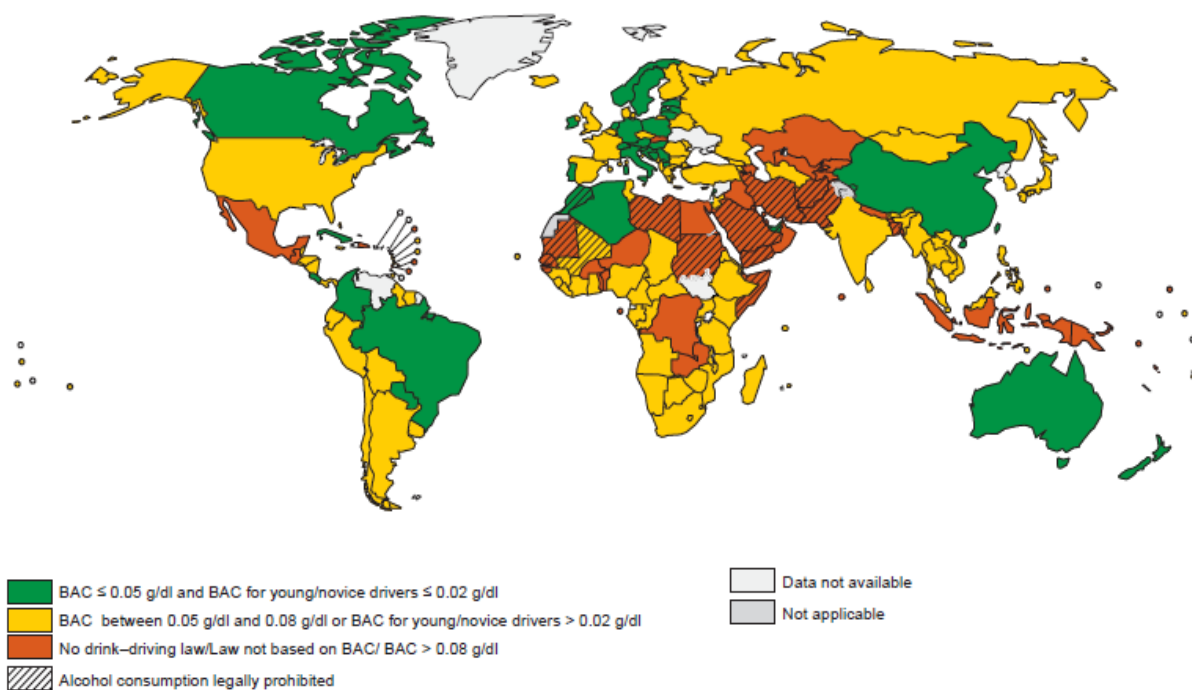 BAC ≤ 0.05 g/dl and BAC for young/novice drivers ≤ 0.02 g/dl
BAC between 0.05 g/dl and 0.08 g/dl or BAC for young/novice drivers > 0.02 g/dl
No drink–driving law/Law not based on BAC/ BAC > 0.08 g/dl
Alcohol consumption legally prohibited
Data not available
Not applicable